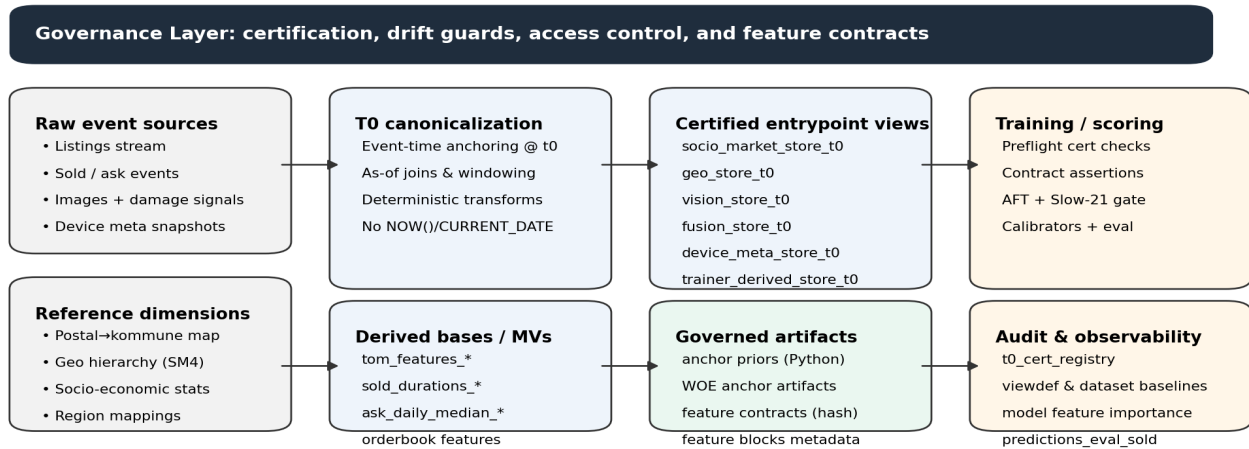 Governance Layer: certification, drift guards, access control, and feature contracts
Raw event sources
• Listings stream
• Sold / ask events
• Images + damage signals
• Device meta snapshots
T0 canonicalization
Event-time anchoring @ t0
As-of joins & windowing
Deterministic transforms
No NOW()/CURRENT_DATE
Certified entrypoint views
socio_market_store_t0
geo_store_t0
vision_store_t0
fusion_store_t0
device_meta_store_t0
trainer_derived_store_t0
Training / scoring
Preflight cert checks
Contract assertions
AFT + Slow-21 gate
Calibrators + eval
Reference dimensions
• Postal→kommune map
• Geo hierarchy (SM4)
• Socio-economic stats
• Region mappings
Derived bases / MVs
tom_features_*
sold_durations_*
ask_daily_median_*
orderbook features
Governed artifacts
anchor priors (Python)
WOE anchor artifacts
feature contracts (hash)
feature blocks metadata
Audit & observability
t0_cert_registry
viewdef & dataset baselines
model feature importance
predictions_eval_sold